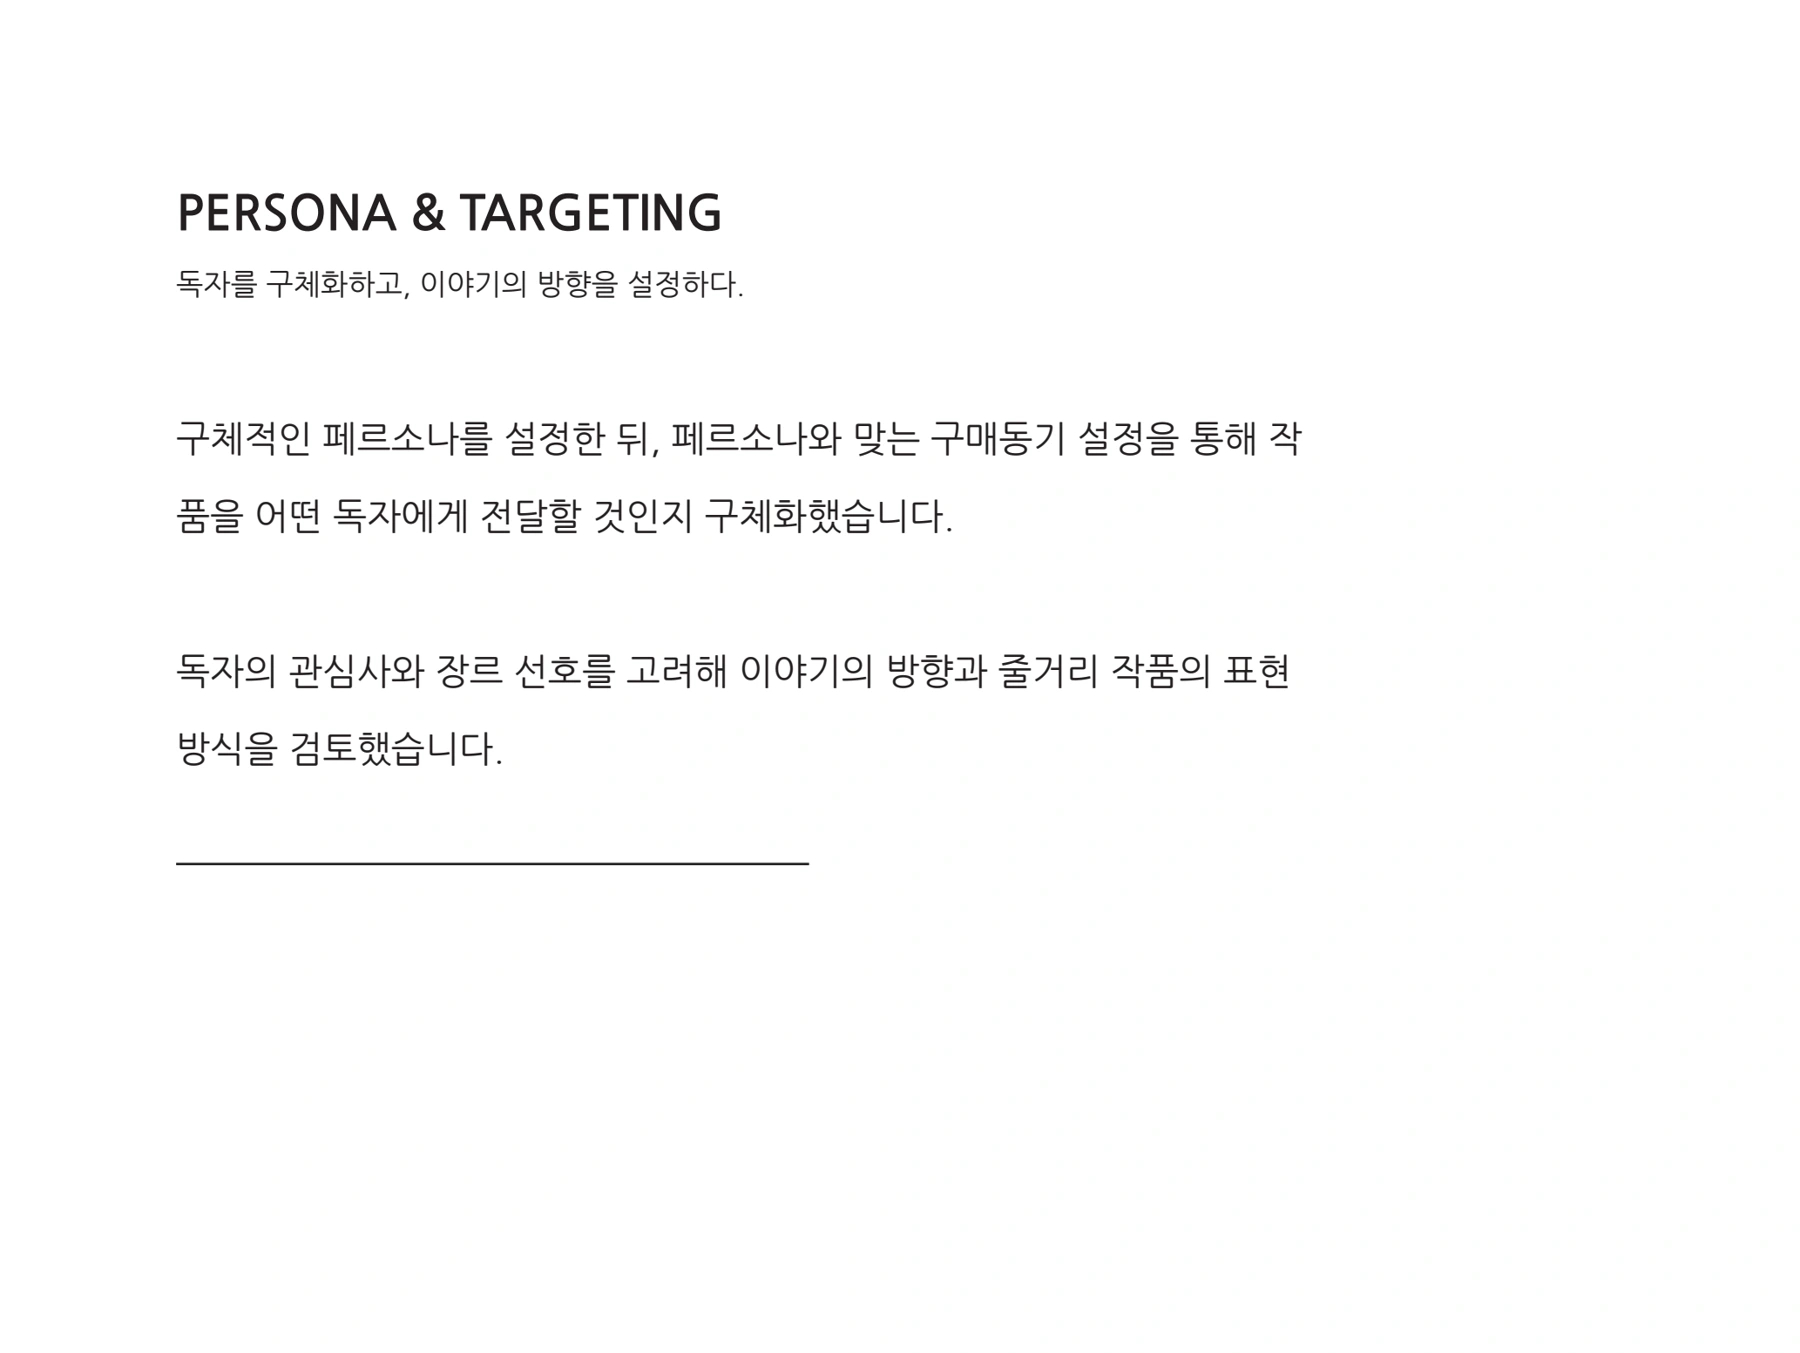 PERSONA & TARGETING
독자를 구체화하고, 이야기의 방향을 설정하다.
구체적인 페르소나를 설정한 뒤, 페르소나와 맞는 구매동기 설정을 통해 작
품을 어떤 독자에게 전달할 것인지 구체화했습니다.
독자의 관심사와 장르 선호를 고려해 이야기의 방향과 줄거리 작품의 표현
방식을 검토했습니다.